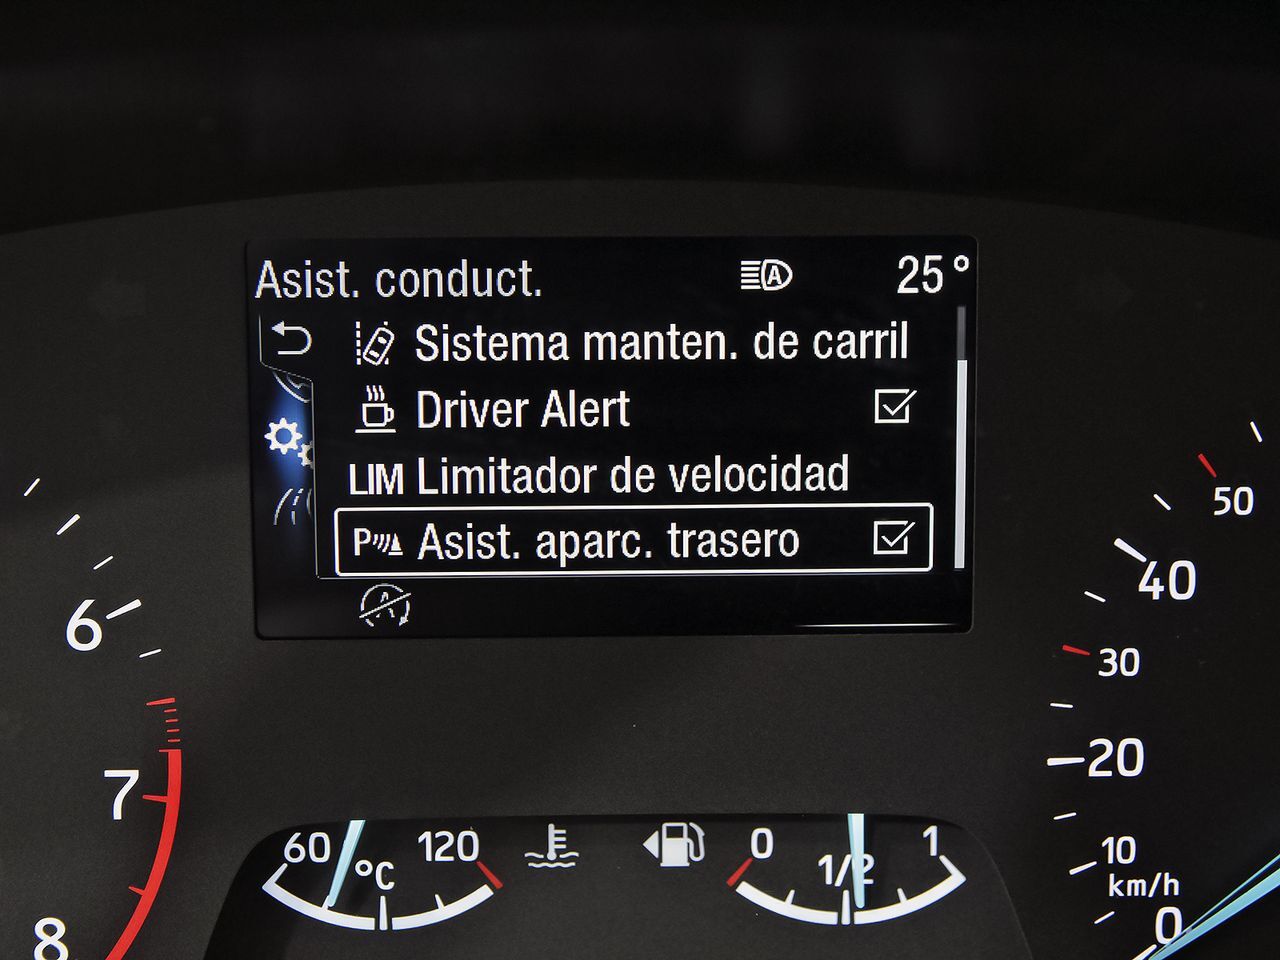 Asist. conduct. A 25°
Sistema manten. de carril
Driver Alert
LIM Limitador de velocidad
P Asist. aparc. trasero
A
6
7
8
50
40
30
20
10
km/h
0
60 °C 120
0 1/2 1